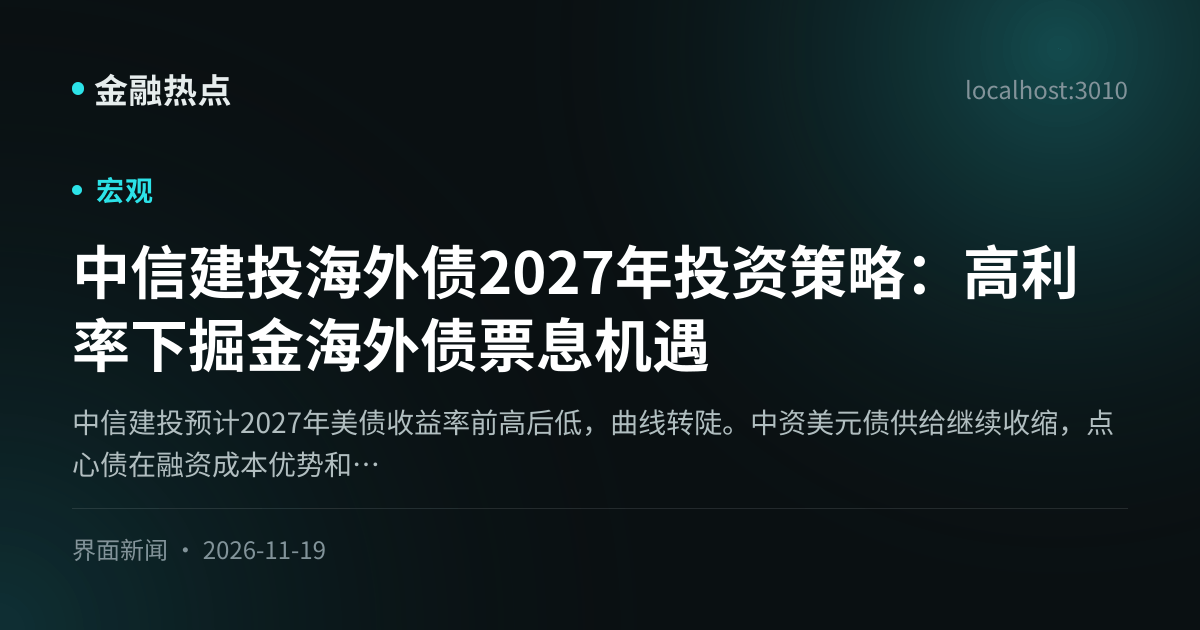 金融热点
localhost:3010
宏观
中信建投海外债2027年投资策略：高利
率下掘金海外债票息机遇
中信建投预计2027年美债收益率前高后低，曲线转陡。中资美元债供给继续收缩，点
心债在融资成本优势和…
界面新闻 • 2026-11-19